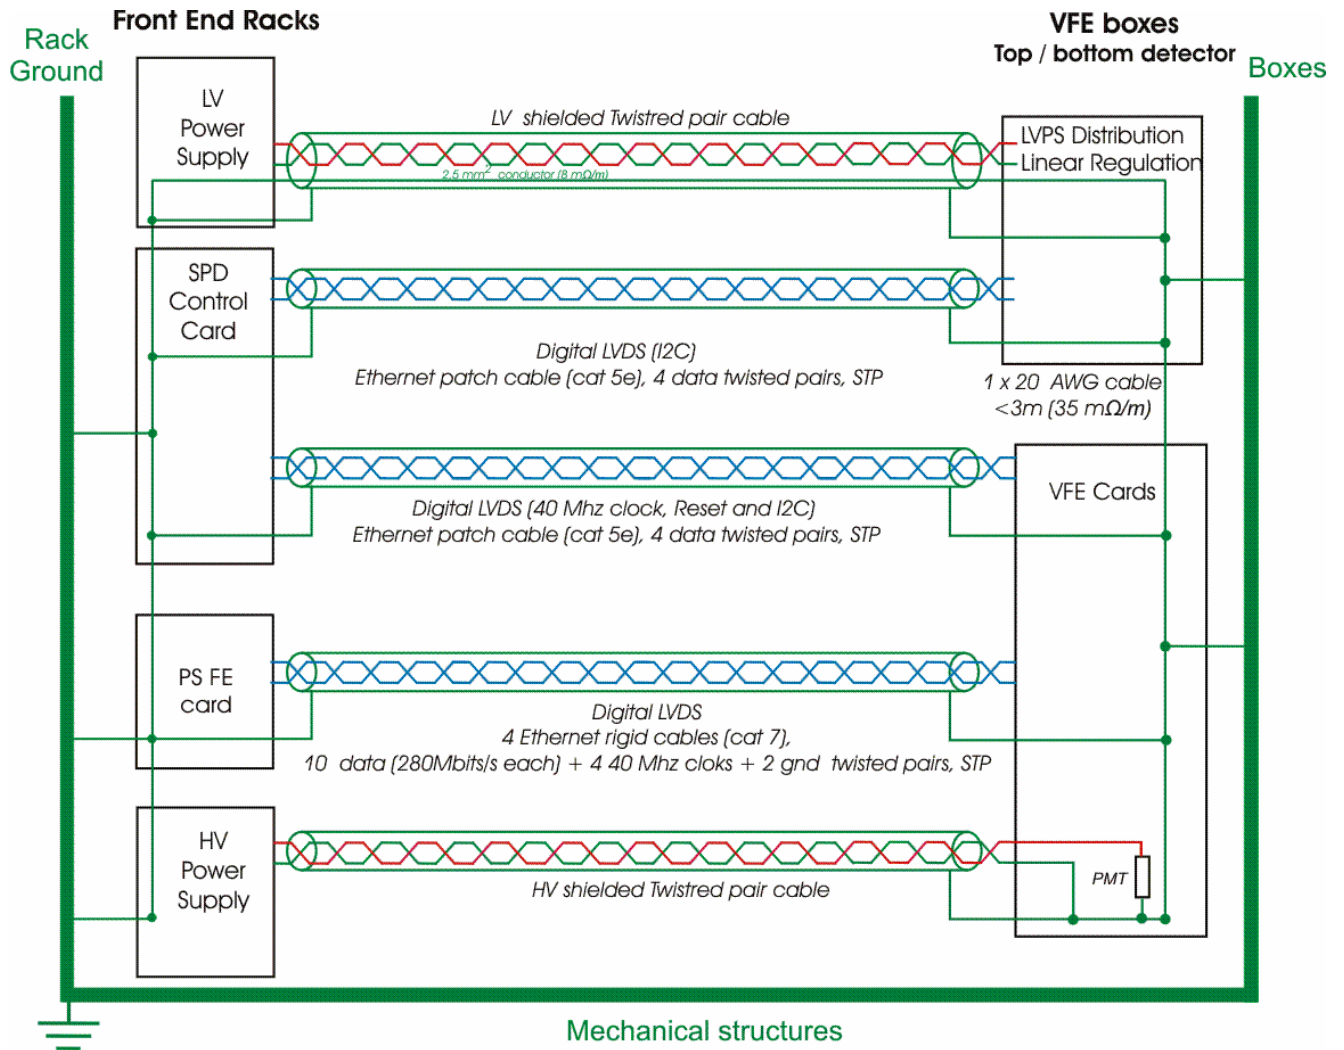 Front End Racks
VFE boxes
Top / bottom detector
Rack
Ground
Boxes
LV
Power
Supply
LV shielded Twistred pair cable
2,5 mm² conductor (8 mΩ/m)
LVPS Distribution
Linear Regulation
SPD
Control
Card
Digital LVDS (I2C)
Ethernet patch cable (cat 5e), 4 data twisted pairs, STP
1 x 20 AWG cable
<3m (35 mΩ/m)
Digital LVDS (40 Mhz clock, Reset and I2C)
Ethernet patch cable (cat 5e), 4 data twisted pairs, STP
VFE Cards
PS FE
card
Digital LVDS
4 Ethernet rigid cables (cat 7),
10 data (280Mbits/s each) + 4 40 Mhz cloks + 2 gnd twisted pairs, STP
HV
Power
Supply
HV shielded Twistred pair cable
PMT
Mechanical structures